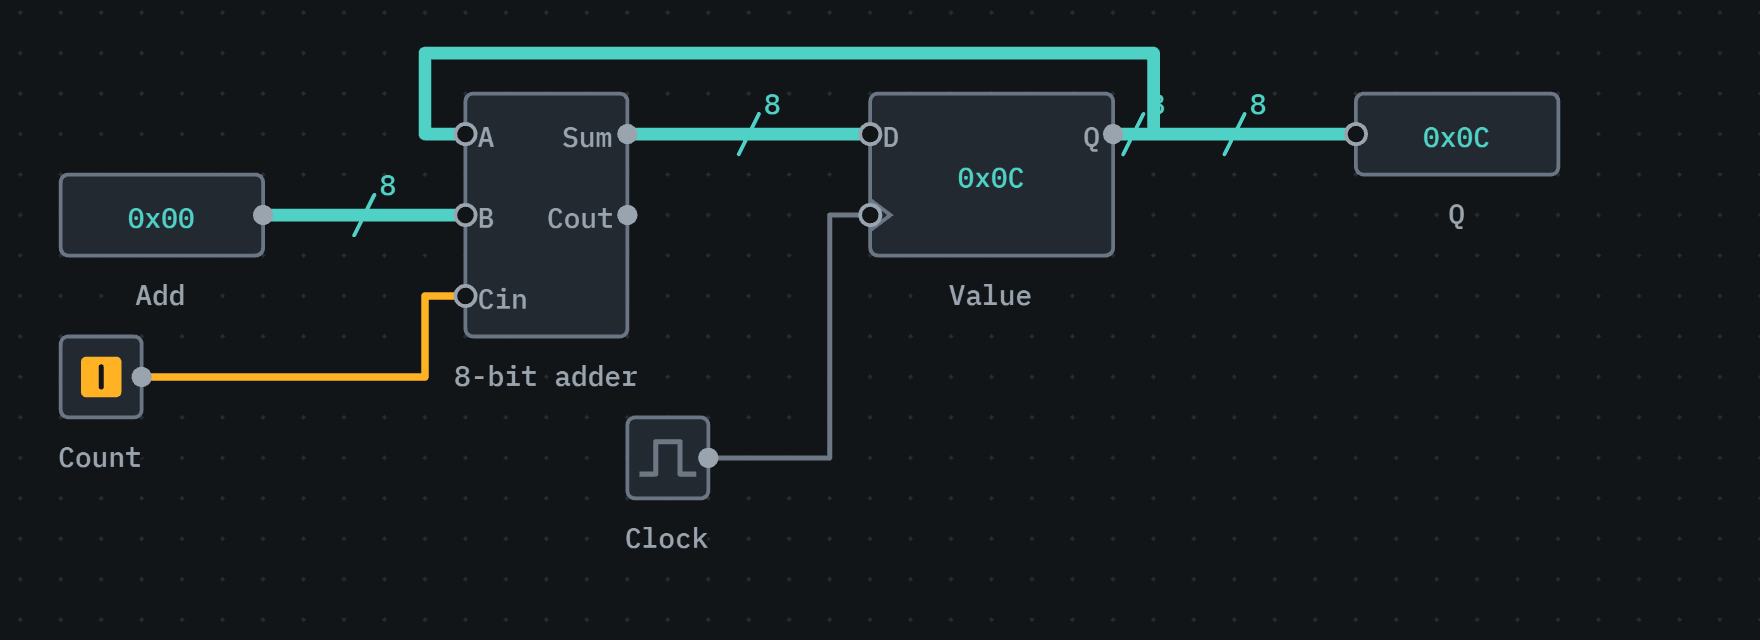 8
8
8
A
Sum
D
Q
0x0C
0x0C
8
0x00
B
Cout
Q
Add
Cin
Value
8-bit adder
Count
Clock